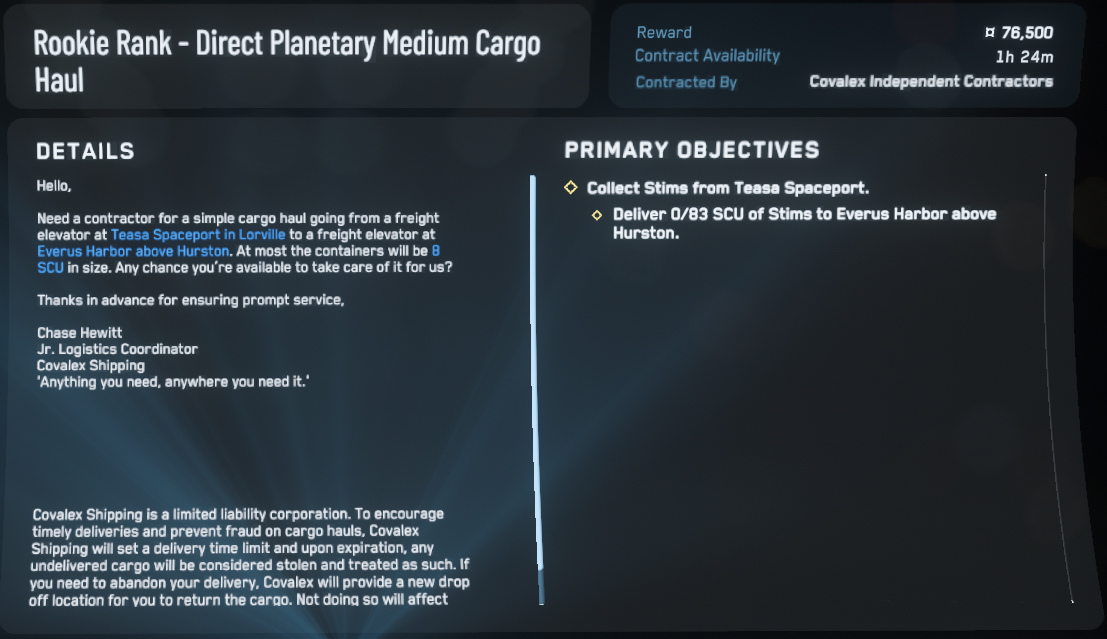 Rookie Rank - Direct Planetary Medium Cargo
Haul
Reward ¤ 76,500
Contract Availability 1h 24m
Contracted By Covalex Independent Contractors
DETAILS
Hello,
Need a contractor for a simple cargo haul going from a freight
elevator at Teasa Spaceport in Lorville to a freight elevator at
Everus Harbor above Hurston. At most the containers will be 8
SCU in size. Any chance you're available to take care of it for us?
Thanks in advance for ensuring prompt service,
Chase Hewitt
Jr. Logistics Coordinator
Covalex Shipping
'Anything you need, anywhere you need it.'
Covalex Shipping is a limited liability corporation. To encourage
timely deliveries and prevent fraud on cargo hauls, Covalex
Shipping will set a delivery time limit and upon expiration, any
undelivered cargo will be considered stolen and treated as such. If
you need to abandon your delivery, Covalex will provide a new drop
off location for you to return the cargo. Not doing so will affect
PRIMARY OBJECTIVES
Collect Stims from Teasa Spaceport.
Deliver 0/83 SCU of Stims to Everus Harbor above
Hurston.